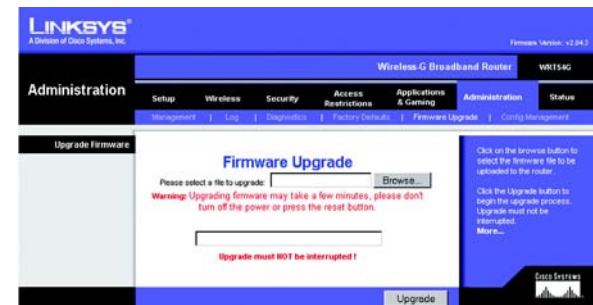 LINKSYS®
A Division of Cisco Systems, Inc.
Firmware Version: v2.04.3
Wireless-G Broadband Router WRT54G
Administration
Setup Wireless Security Access Restrictions Applications & Gaming Administration Status
Management | Log | Diagnostics | Factory Defaults | Firmware Upgrade | Config Management
Upgrade Firmware
Firmware Upgrade
Please select a file to upgrade: Browse...
Warning: Upgrading firmware may take a few minutes, please don't
turn off the power or press the reset button.
Upgrade must NOT be interrupted !
Upgrade
Click on the browse button to
select the firmware file to be
uploaded to the
router.
Click the Upgrade button to
begin the upgrade process.
Upgrade must not be
interrupted.
More...
CISCO SYSTEMS